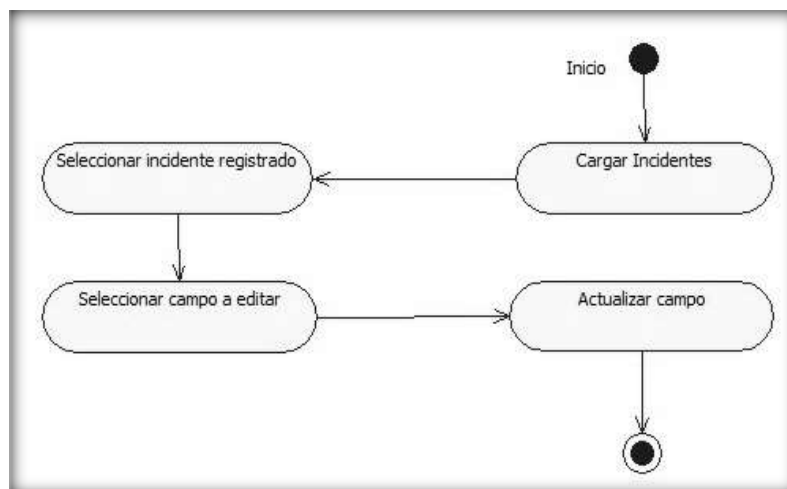 Inicio
Cargar Incidentes
Seleccionar incidente registrado
Seleccionar campo a editar
Actualizar campo